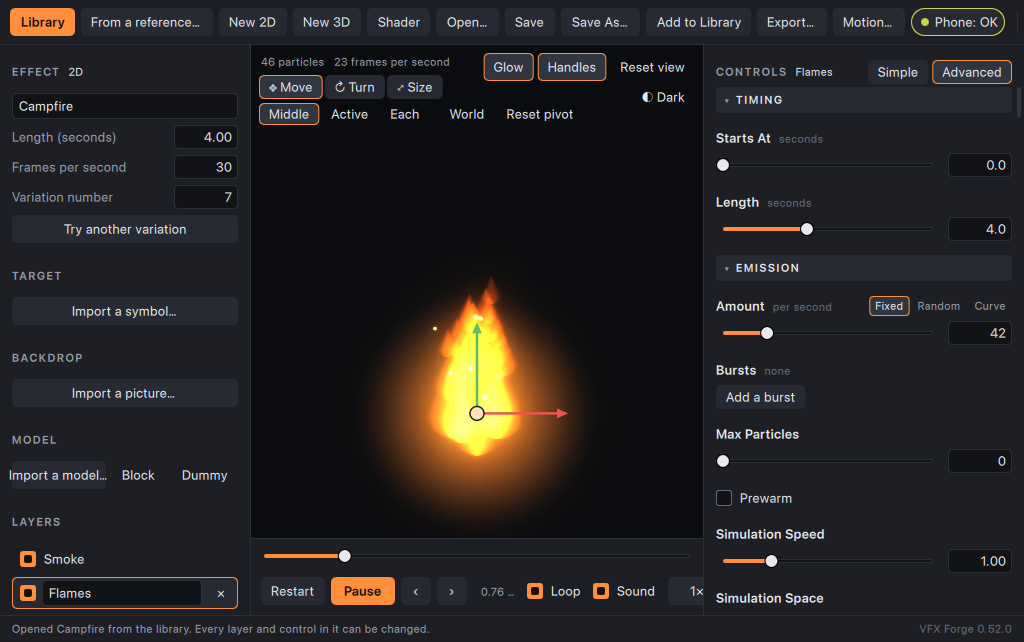 Library From a reference... New 2D New 3D Shader Open... Save Save As... Add to Library Export... Motion... Phone: OK
EFFECT 2D
Campfire
Length (seconds) 4.00
Frames per second 30
Variation number 7
Try another variation
TARGET
Import a symbol...
BACKDROP
Import a picture...
MODEL
Import a model... Block Dummy
LAYERS
Smoke
Flames ×
46 particles 23 frames per second
Glow Handles Reset view
Move Turn Size
Dark
Middle Active Each World Reset pivot
Restart Pause ‹ › 0.76 ... Loop Sound 1×
CONTROLS Flames Simple Advanced
TIMING
Starts At seconds
0.0
Length seconds
4.0
EMISSION
Amount per second Fixed Random Curve
42
Bursts none
Add a burst
Max Particles
0
Prewarm
Simulation Speed
1.00
Simulation Space
Opened Campfire from the library. Every layer and control in it can be changed. VFX Forge 0.52.0